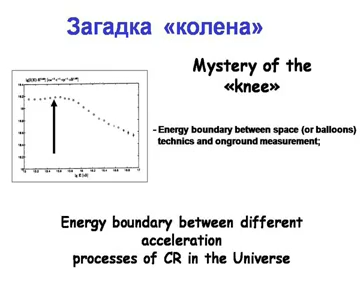 Загадка «колена»
Mystery of the
«knee»
- Energy boundary between space (or balloons)
technics and onground measurement;
Energy boundary between different
acceleration
processes of CR in the Universe